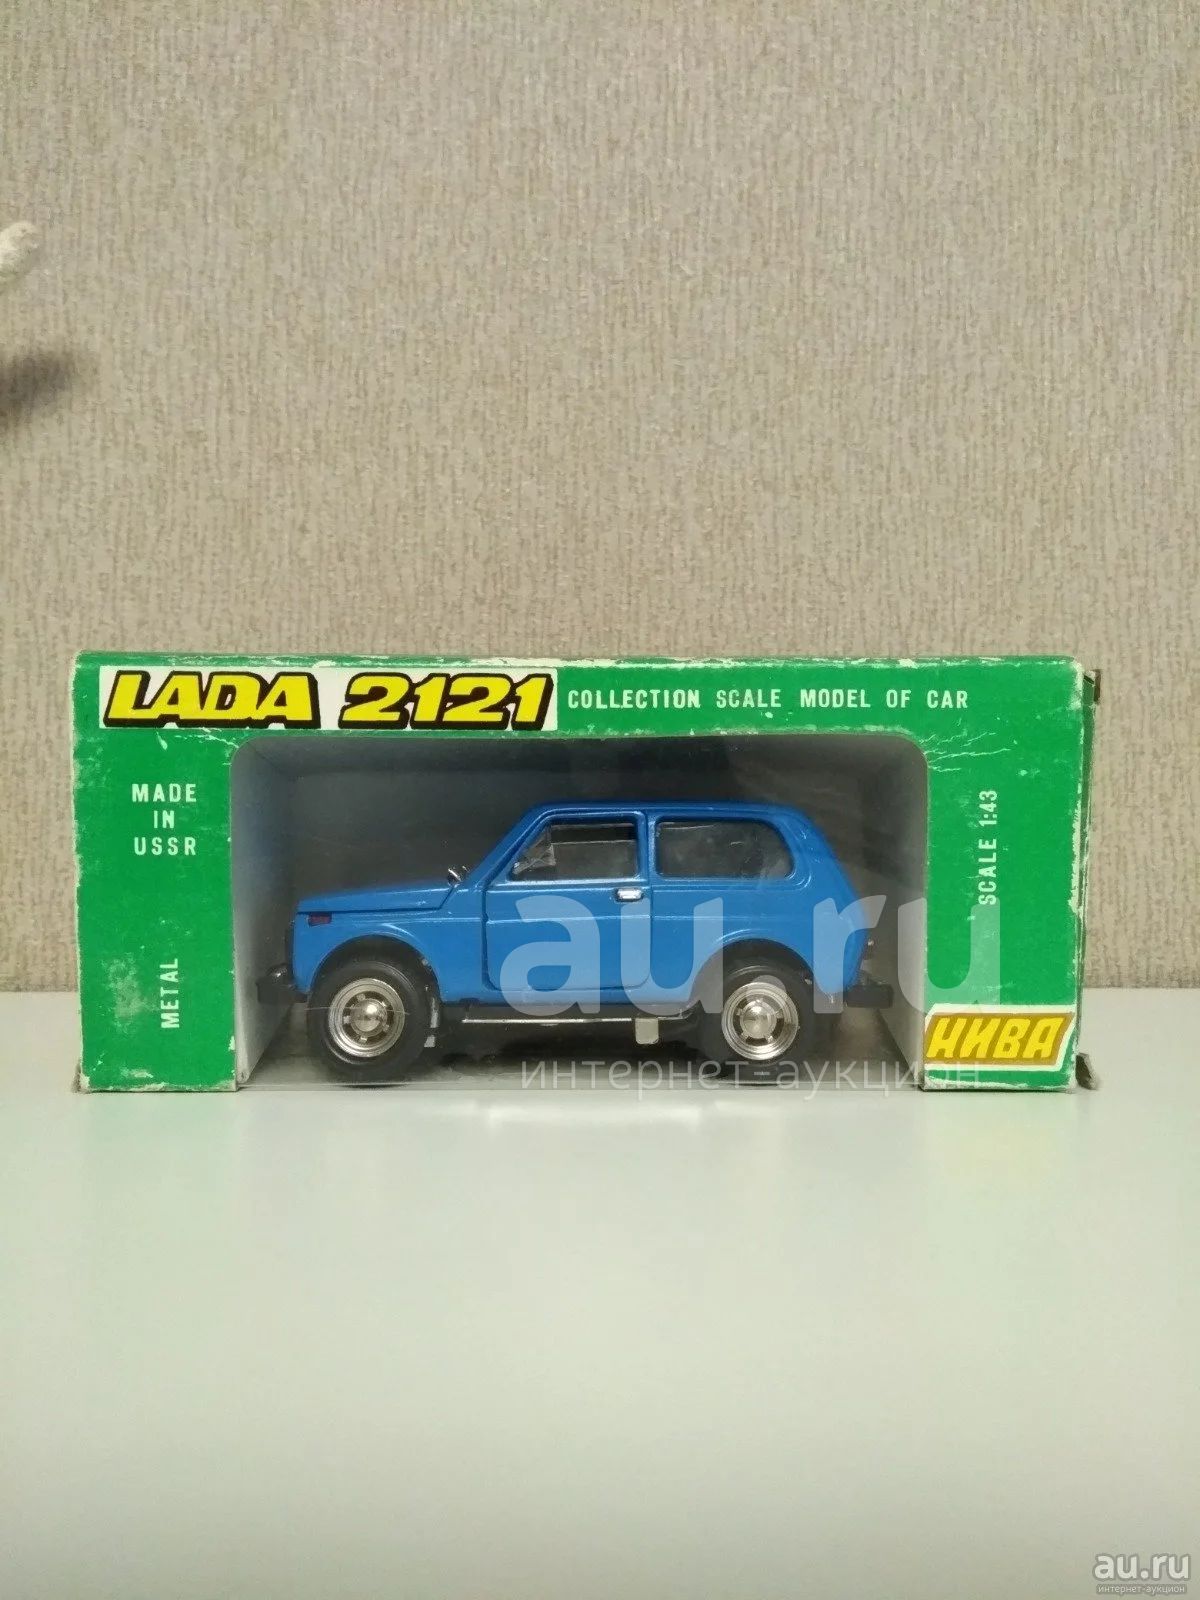 LADA 2121
COLLECTION SCALE MODEL OF CAR
MADE
IN
USSR
METAL
SCALE 1:43
НИВА
au.ru
интернет-аукцион
au.ru
интернет-аукцион